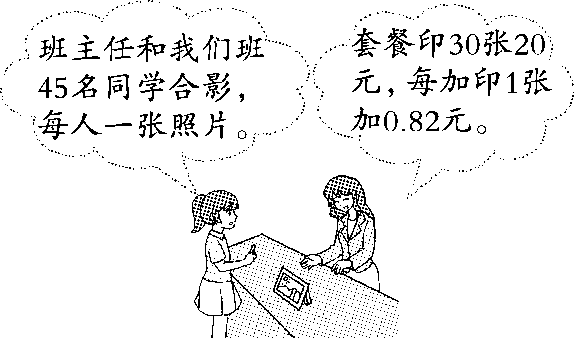 班主任和我们班
45名同学合影，
每人一张照片。
套餐印30张20
元，每加印1张
加0.82元。